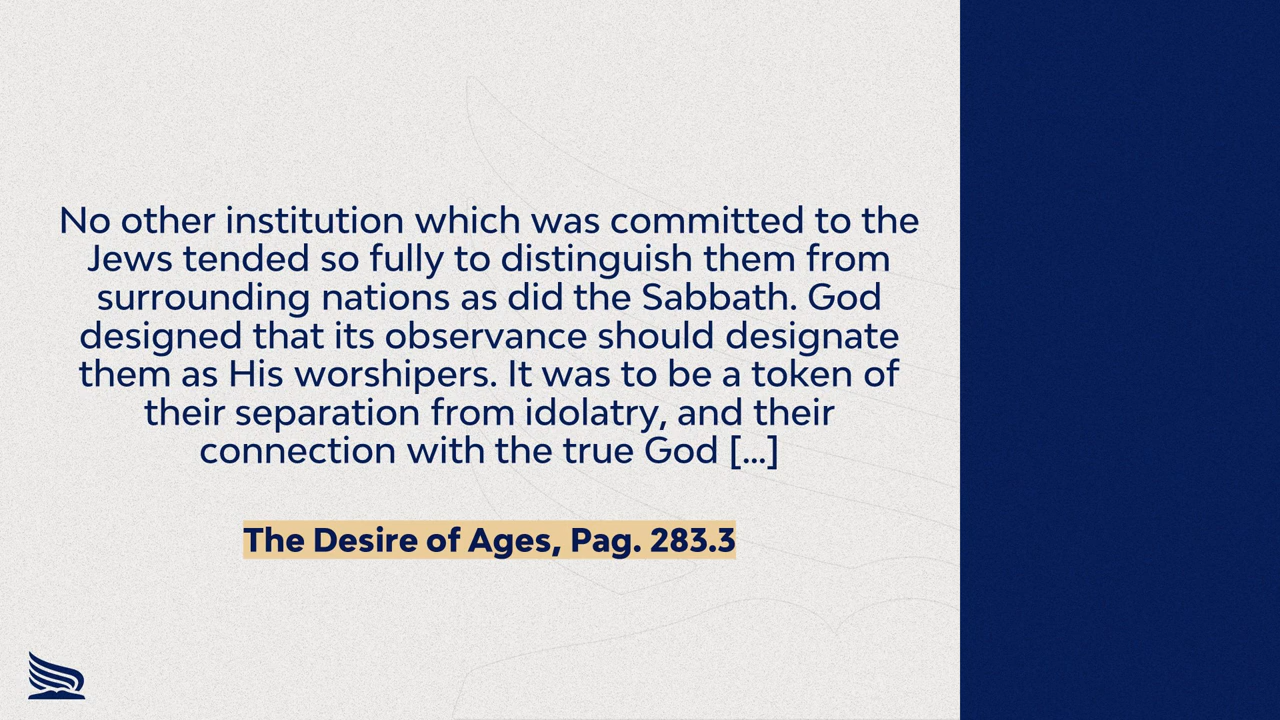 No other institution which was committed to the
Jews tended so fully to distinguish them from
surrounding nations as did the Sabbath. God
designed that its observance should designate
them as His worshipers. It was to be a token of
their separation from idolatry, and their
connection with the true God [...]
The Desire of Ages, Pag. 283.3